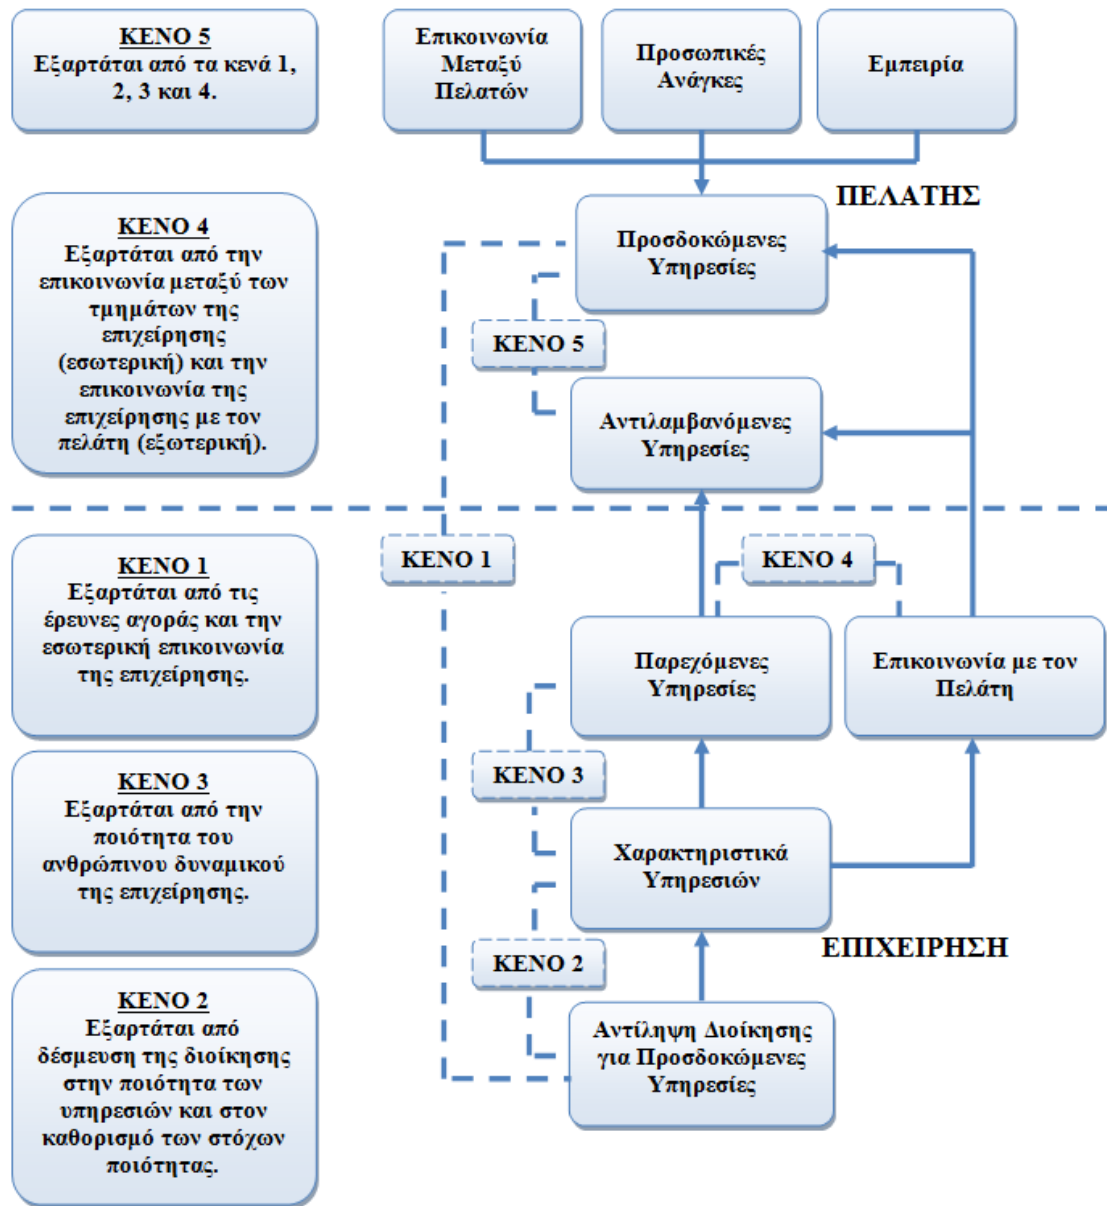 ΚΕΝΟ 5
Εξαρτάται από τα κενά 1,
2, 3 και 4.
Επικοινωνία
Μεταξύ
Πελατών
Προσωπικές
Ανάγκες
Εμπειρία
ΚΕΝΟ 4
Εξαρτάται από την
επικοινωνία μεταξύ των
τμημάτων της
επιχείρησης
(εσωτερική) και την
επικοινωνία της
επιχείρησης με τον
πελάτη (εξωτερική).
ΠΕΛΑΤΗΣ
Προσδοκώμενες
Υπηρεσίες
ΚΕΝΟ 5
Αντιλαμβανόμενες
Υπηρεσίες
ΚΕΝΟ 1
Εξαρτάται από τις
έρευνες αγοράς και την
εσωτερική επικοινωνία
της επιχείρησης.
ΚΕΝΟ 1
ΚΕΝΟ 4
Παρεχόμενες
Υπηρεσίες
Επικοινωνία με τον
Πελάτη
ΚΕΝΟ 3
Εξαρτάται από την
ποιότητα του
ανθρώπινου δυναμικού
της επιχείρησης.
ΚΕΝΟ 3
Χαρακτηριστικά
Υπηρεσιών
ΕΠΙΧΕΙΡΗΣΗ
ΚΕΝΟ 2
ΚΕΝΟ 2
Εξαρτάται από
δέσμευση της διοίκησης
στην ποιότητα των
υπηρεσιών και στον
καθορισμό των στόχων
ποιότητας.
Αντίληψη Διοίκησης
για Προσδοκώμενες
Υπηρεσίες